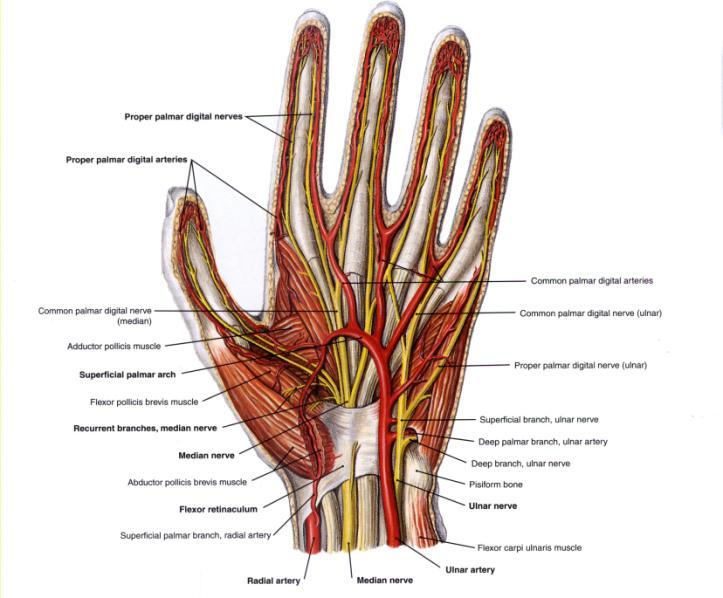 Proper palmar digital nerves
Proper palmar digital arteries
Common palmar digital nerve
(median)
Adductor pollicis muscle
Superficial palmar arch
Flexor pollicis brevis muscle
Recurrent branches, median nerve
Median nerve
Abductor pollicis brevis muscle
Flexor retinaculum
Superficial palmar branch, radial artery
Radial artery
Median nerve
Ulnar artery
Common palmar digital arteries
Common palmar digital nerve (ulnar)
Proper palmar digital nerve (ulnar)
Superficial branch, ulnar nerve
Deep palmar branch, ulnar artery
Deep branch, ulnar nerve
Pisiform bone
Ulnar nerve
Flexor carpi ulnaris muscle